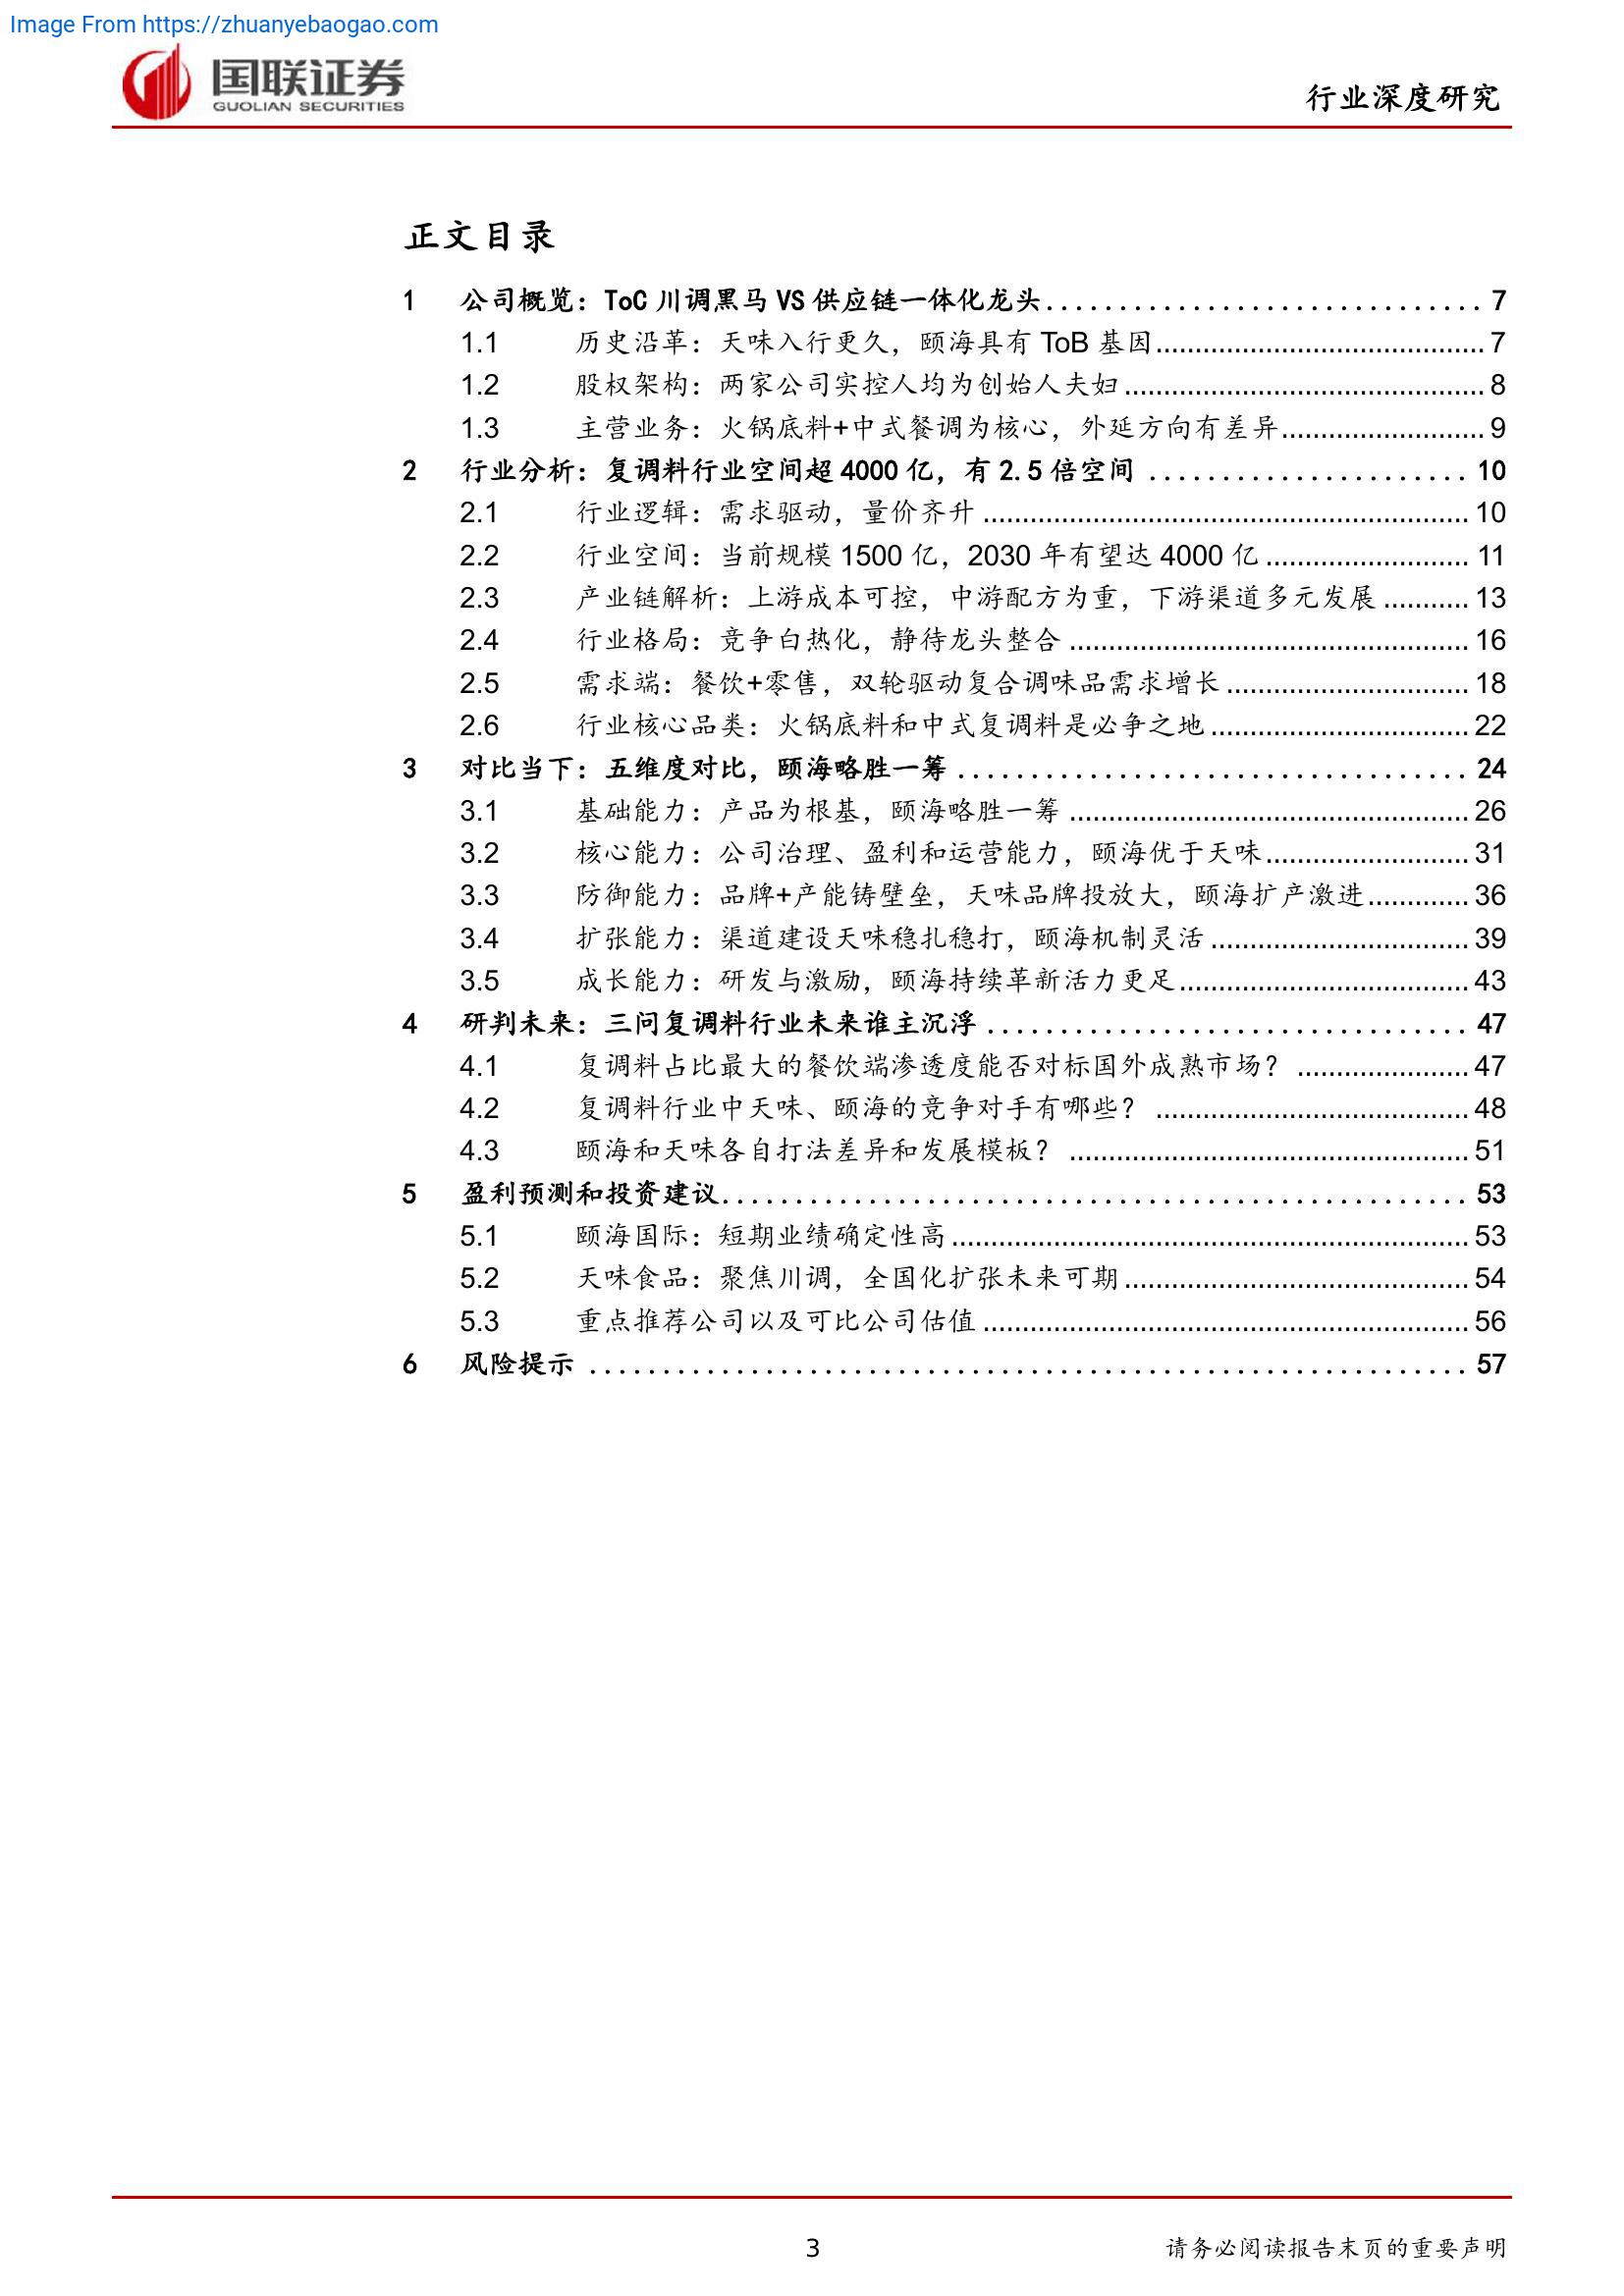 Image From https://zhuanyebaogao.com
国联证券
GUOLIAN SECURITIES
行业深度研究
正文目录
1 公司概览：ToC 川调黑马 VS 供应链一体化龙头.............................. 7
1.1 历史沿革：天味入行更久，颐海具有 ToB 基因.......................................... 7
1.2 股权架构：两家公司实控人均为创始人夫妇.............................................. 8
1.3 主营业务：火锅底料+中式餐调为核心，外延方向有差异.......................... 9
2 行业分析：复调料行业空间超 4000 亿，有 2.5 倍空间 ...................... 10
2.1 行业逻辑：需求驱动，量价齐升.............................................................. 10
2.2 行业空间：当前规模 1500 亿，2030 年有望达 4000 亿.......................... 11
2.3 产业链解析：上游成本可控，中游配方为重，下游渠道多元发展........... 13
2.4 行业格局：竞争白热化，静待龙头整合................................................... 16
2.5 需求端：餐饮+零售，双轮驱动复合调味品需求增长............................... 18
2.6 行业核心品类：火锅底料和中式复调料是必争之地................................. 22
3 对比当下：五维度对比，颐海略胜一筹 ................................... 24
3.1 基础能力：产品为根基，颐海略胜一筹................................................... 26
3.2 核心能力：公司治理、盈利和运营能力，颐海优于天味.......................... 31
3.3 防御能力：品牌+产能铸壁垒，天味品牌投放大，颐海扩产激进............. 36
3.4 扩张能力：渠道建设天味稳扎稳打，颐海机制灵活................................. 39
3.5 成长能力：研发与激励，颐海持续革新活力更足..................................... 43
4 研判未来：三问复调料行业未来谁主沉浮 ................................. 47
4.1 复调料占比最大的餐饮端渗透度能否对标国外成熟市场？ ...................... 47
4.2 复调料行业中天味、颐海的竞争对手有哪些？ ........................................ 48
4.3 颐海和天味各自打法差异和发展模板？ ................................................... 51
5 盈利预测和投资建议................................................... 53
5.1 颐海国际：短期业绩确定性高.................................................................. 53
5.2 天味食品：聚焦川调，全国化扩张未来可期............................................ 54
5.3 重点推荐公司以及可比公司估值.............................................................. 56
6 风险提示 ............................................................. 57
3
请务必阅读报告末页的重要声明